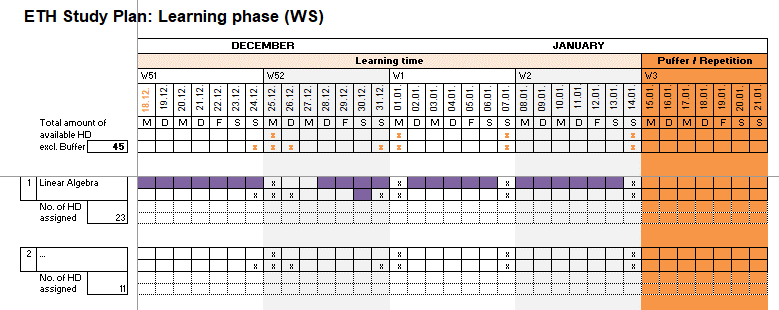 ETH Study Plan: Learning phase (WS)
DECEMBER JANUARY
Learning time Puffer / Repetition
W51 W52 W1 W2 W3
18.12. 19.12. 20.12. 21.12. 22.12. 23.12. 24.12. 25.12. 26.12. 27.12. 28.12. 29.12. 30.12. 31.12. 01.01. 02.01. 03.01. 04.01. 05.01. 06.01. 07.01. 08.01. 09.01. 10.01. 11.01. 12.01. 13.01. 14.01. 15.01. 16.01. 17.01. 18.01. 19.01. 20.01. 21.01.
Total amount of M D M D F S S M D M D F S S M D M D F S S M D M D F S S M D M D F S S
available HD x x x x
excl. Buffer 45 x x x x x x x
1 Linear Algebra x x x x
x x x x x x x
No. of HD
assigned 23
2 ... x x x x
x x x x x x x
No. of HD
assigned 11